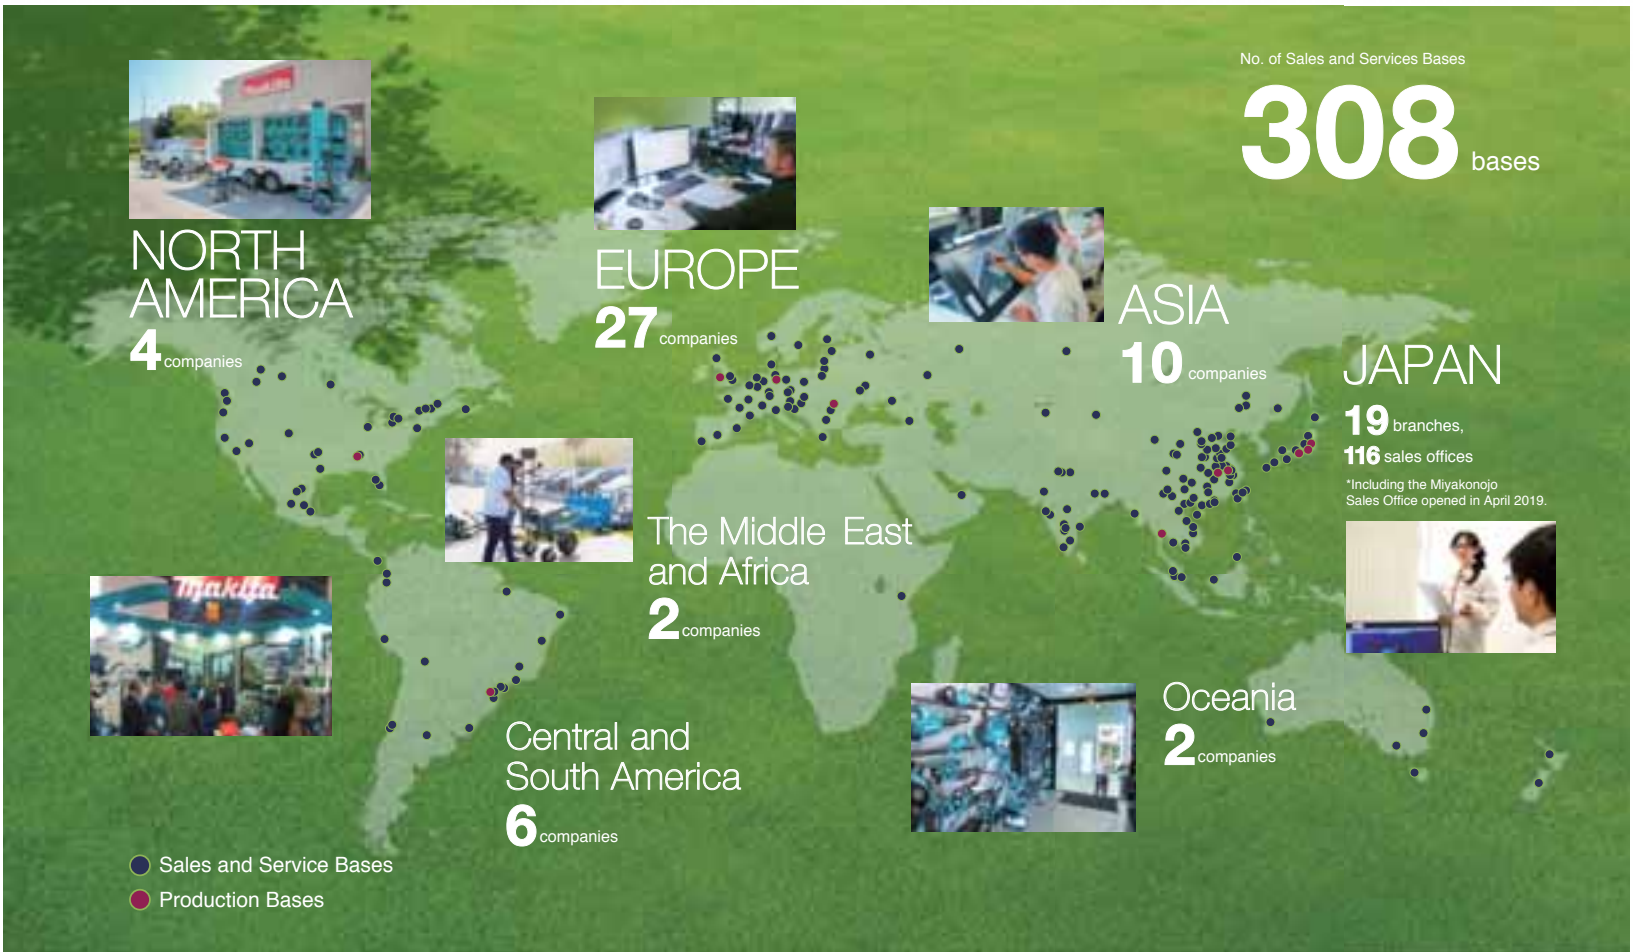 No. of Sales and Services Bases
308 bases
NORTH
AMERICA
4 companies
EUROPE
27 companies
ASIA
10 companies
JAPAN
19 branches,
116 sales offices
*Including the Miyakonojo
Sales Office opened in April 2019.
The Middle East
and Africa
2 companies
makita
Oceania
2 companies
Central and
South America
6 companies
Sales and Service Bases
Production Bases